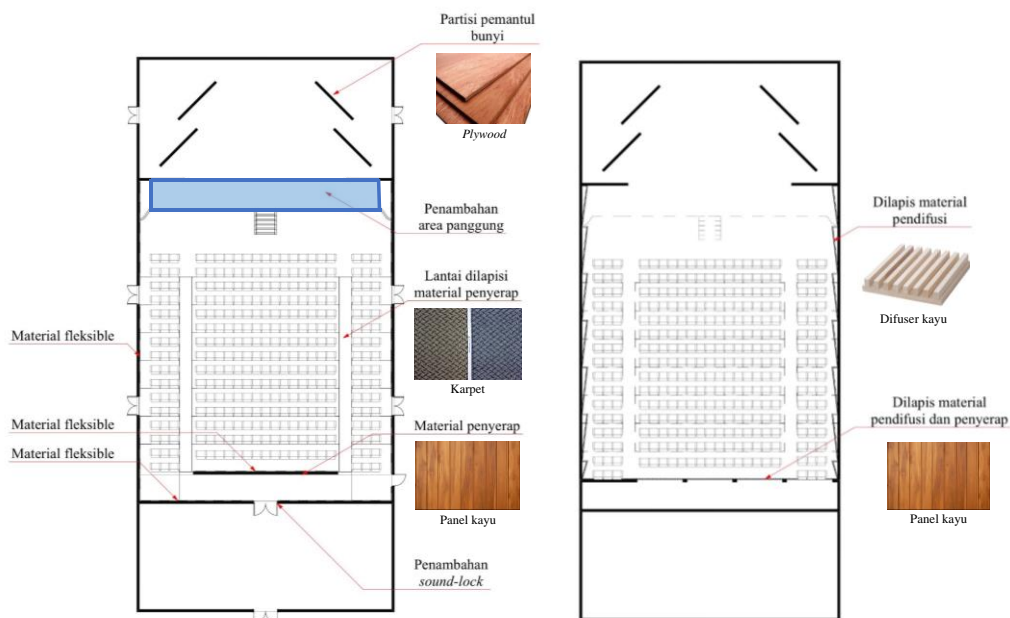 Partisi pemantul
bunyi
Plywood
Penambahan
area panggung
Lantai dilapisi
material penyerap
Karpet
Material fleksible
Material fleksible
Material fleksible
Material penyerap
Panel kayu
Penambahan
sound-lock
Dilapis material
pendifusi
Difuser kayu
Dilapis material
pendifusi dan penyerap
Panel kayu